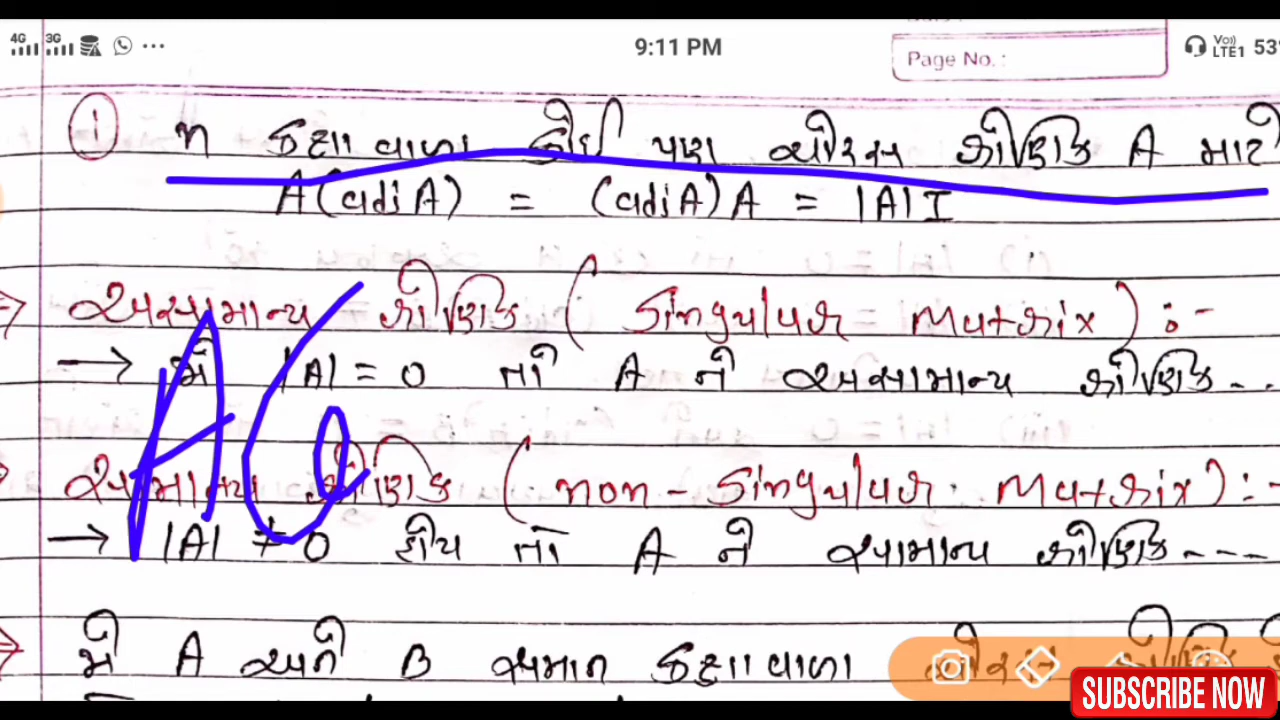 4G 3G ... 9:11 PM Page No.: Vo) LTE1 53
① n કક્ષાવાળા કોઈ પણ ચોરસ શ્રેણિક A માટે
A(adjA) = (adjA)A = |A|I
અસામાન્ય શ્રેણિક (Singular = Matrix) :-
→ જો |A| = 0 તો A ને અસામાન્ય શ્રેણિક...
A(
સામાન્ય શ્રેણિક (non-Singular Matrix) :-
→ |A| ≠ 0 હોય તો A ને સામાન્ય શ્રેણિક---
જો A અને B સમાન કક્ષાવાળા
SUBSCRIBE NOW